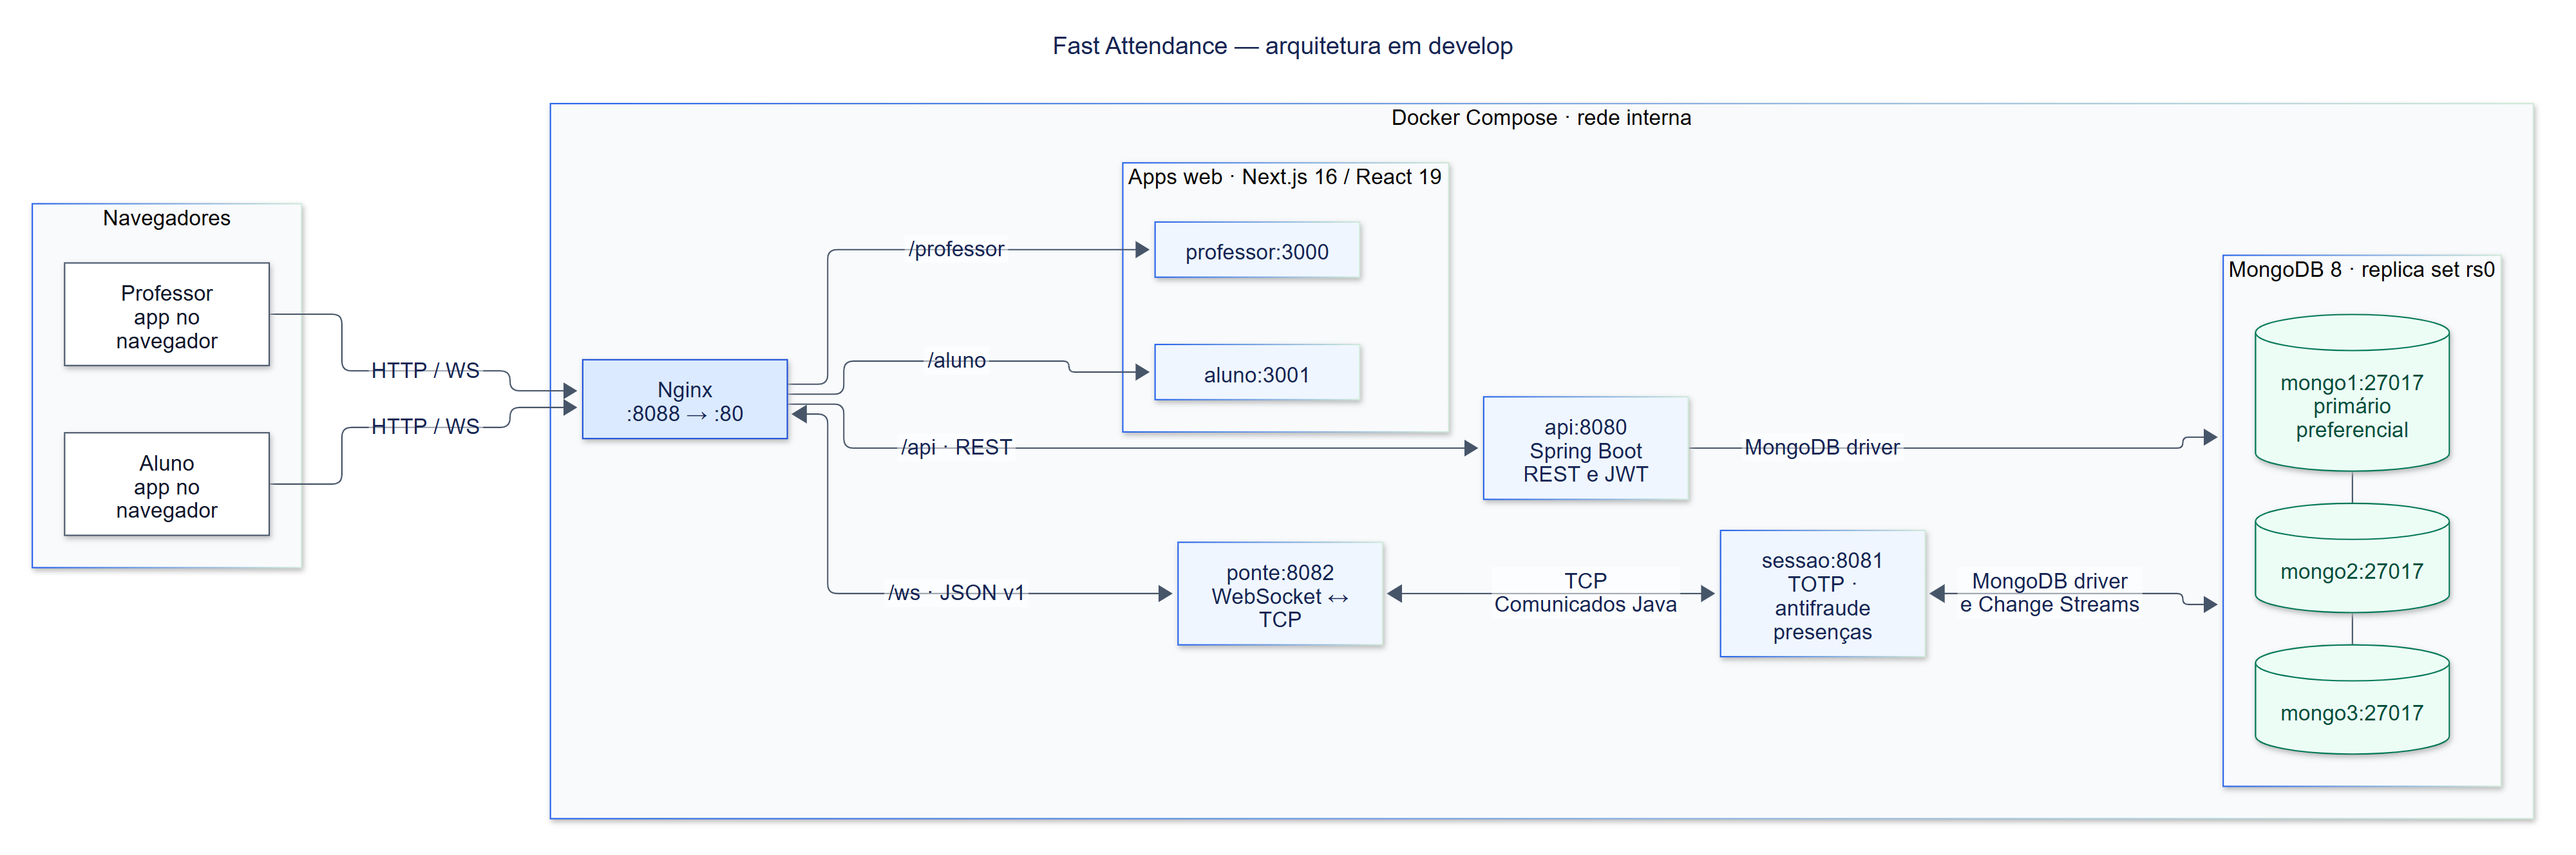 Fast Attendance — arquitetura em develop
Docker Compose · rede interna
Navegadores
Professor
app no
navegador
Aluno
app no
navegador
HTTP / WS
HTTP / WS
Nginx
:8088 → :80
/professor
/aluno
/api · REST
/ws · JSON v1
Apps web · Next.js 16 / React 19
professor:3000
aluno:3001
api:8080
Spring Boot
REST e JWT
MongoDB driver
ponte:8082
WebSocket ↔
TCP
TCP
Comunicados Java
sessao:8081
TOTP ·
antifraude
presenças
MongoDB driver
e Change Streams
MongoDB 8 · replica set rs0
mongo1:27017
primário
preferencial
mongo2:27017
mongo3:27017